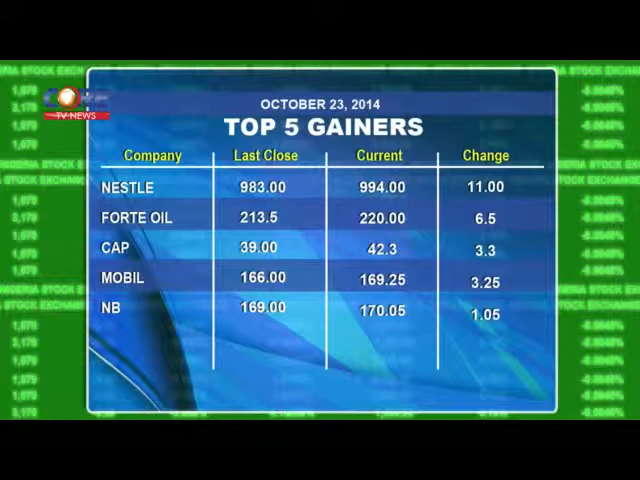 CORE
TV NEWS
OCTOBER 23, 2014
TOP 5 GAINERS
Company Last Close Current Change
NESTLE 983.00 994.00 11.00
FORTE OIL 213.5 220.00 6.5
CAP 39.00 42.3 3.3
MOBIL 166.00 169.25 3.25
NB 169.00 170.05 1.05